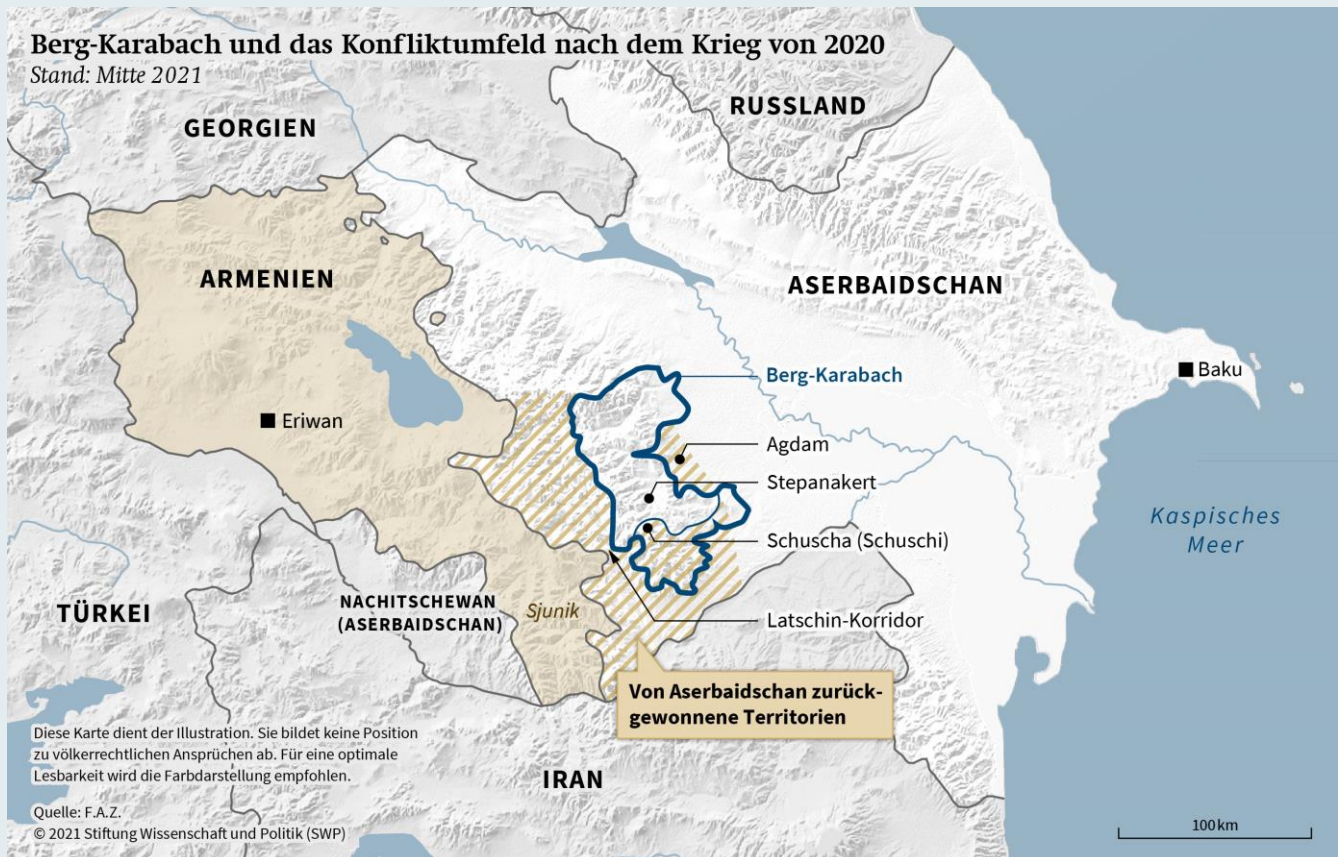 Berg-Karabach und das Konfliktumfeld nach dem Krieg von 2020
Stand: Mitte 2021
RUSSLAND
GEORGIEN
ARMENIEN
ASERBAIDSCHAN
Baku
Berg-Karabach
Eriwan
Agdam
Stepanakert
Kaspisches
Meer
Schuscha (Schuschi)
NACHITSCHEWAN
(ASERBAIDSCHAN)
Sjunik
TÜRKEI
Latschin-Korridor
Von Aserbaidschan zurück-
gewonnene Territorien
Diese Karte dient der Illustration. Sie bildet keine Position
zu völkerrechtlichen Ansprüchen ab. Für eine optimale
Lesbarkeit wird die Farbdarstellung empfohlen.
IRAN
Quelle: F.A.Z.
© 2021 Stiftung Wissenschaft und Politik (SWP)
100 km